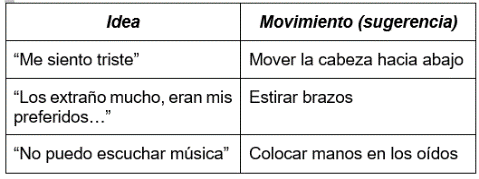 Idea Movimiento (sugerencia)
“Me siento triste” Mover la cabeza hacia abajo
“Los extraño mucho, eran mis Estirar brazos
preferidos…”
“No puedo escuchar música” Colocar manos en los oídos